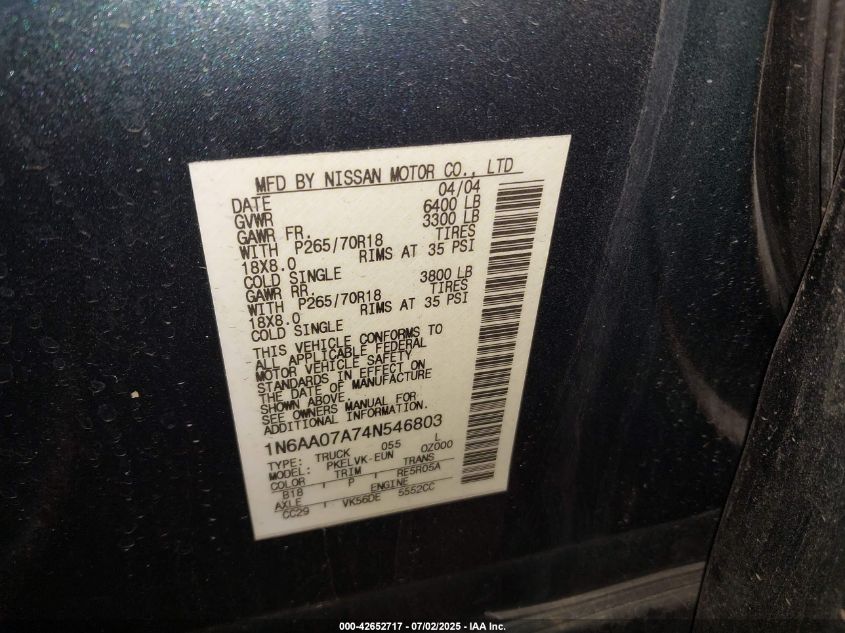 MFD BY NISSAN MOTOR CO., LTD
DATE 04/04
GVWR 6400 LB
GAWR FR. 3300 LB
WITH P265/70R18 TIRES
18X8.0 RIMS AT 35 PSI
COLD SINGLE
GAWR RR. 3800 LB
WITH P265/70R18 TIRES
18X8.0 RIMS AT 35 PSI
COLD SINGLE
THIS VEHICLE CONFORMS TO
ALL APPLICABLE FEDERAL
MOTOR VEHICLE SAFETY
STANDARDS IN EFFECT ON
THE DATE OF MANUFACTURE
SHOWN ABOVE.
SEE OWNERS MANUAL FOR
ADDITIONAL INFORMATION.
1N6AA07A74N546803
TYPE: TRUCK 055 L
MODEL: PKELVK-EUN 0Z000
COLOR TRIM TRANS
B18 P RE5R05A
AXLE ENGINE
CC29 VK56DE 5552CC
000-42652717 - 07/02/2025 - IAA Inc.